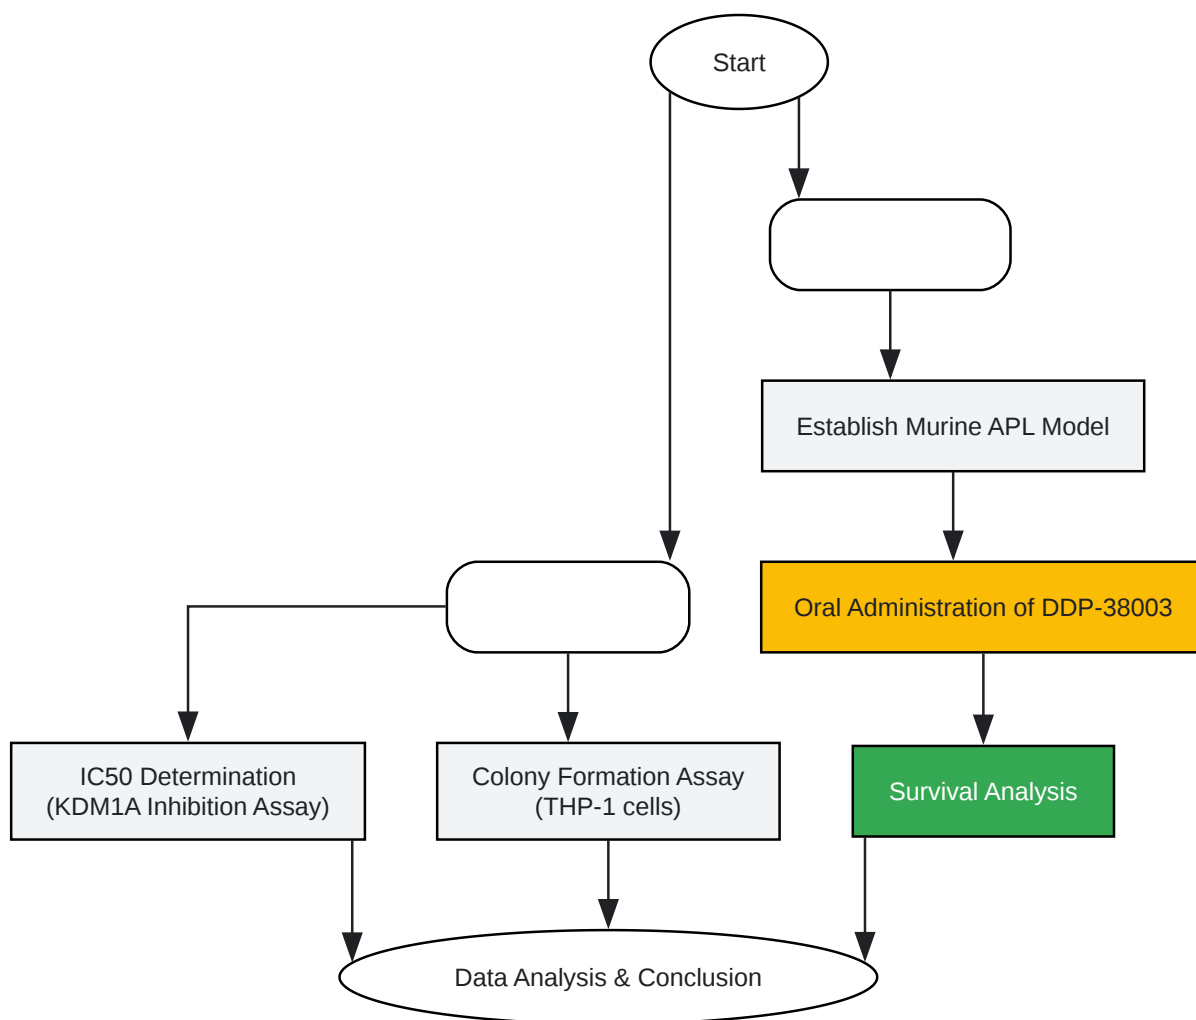 Start
Establish Murine APL Model
Oral Administration of DDP-38003
IC50 Determination
(KDM1A Inhibition Assay)
Colony Formation Assay
(THP-1 cells)
Survival Analysis
Data Analysis & Conclusion